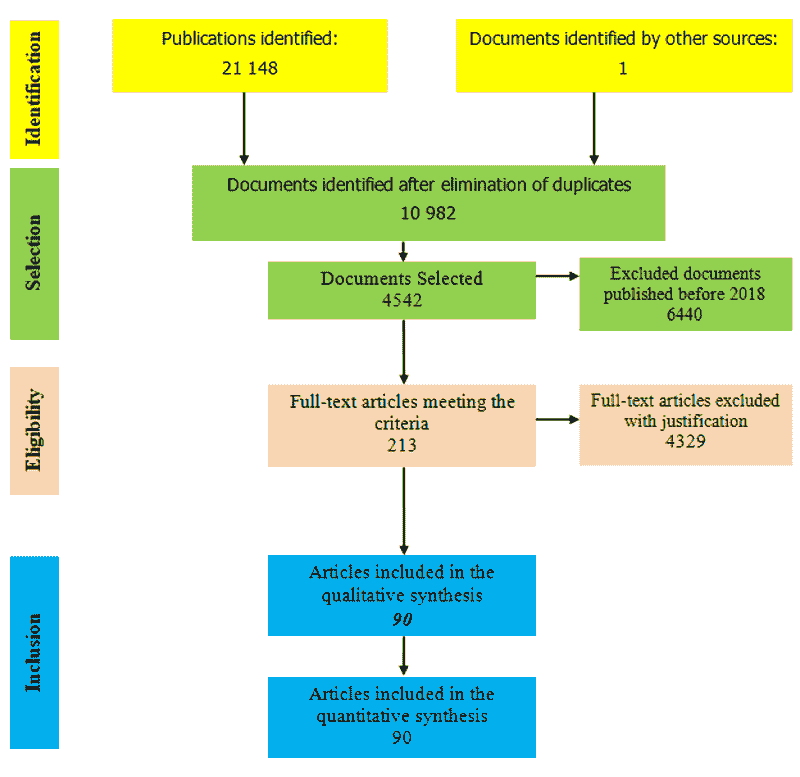 Identification
Publications identified:
21 148
Documents identified by other sources:
1
Selection
Documents identified after elimination of duplicates
10 982
Documents Selected
4542
Excluded documents
published before 2018
6440
Eligibility
Full-text articles meeting the
criteria
213
Full-text articles excluded
with justification
4329
Inclusion
Articles included in the
qualitative synthesis
90
Articles included in the
quantitative synthesis
90